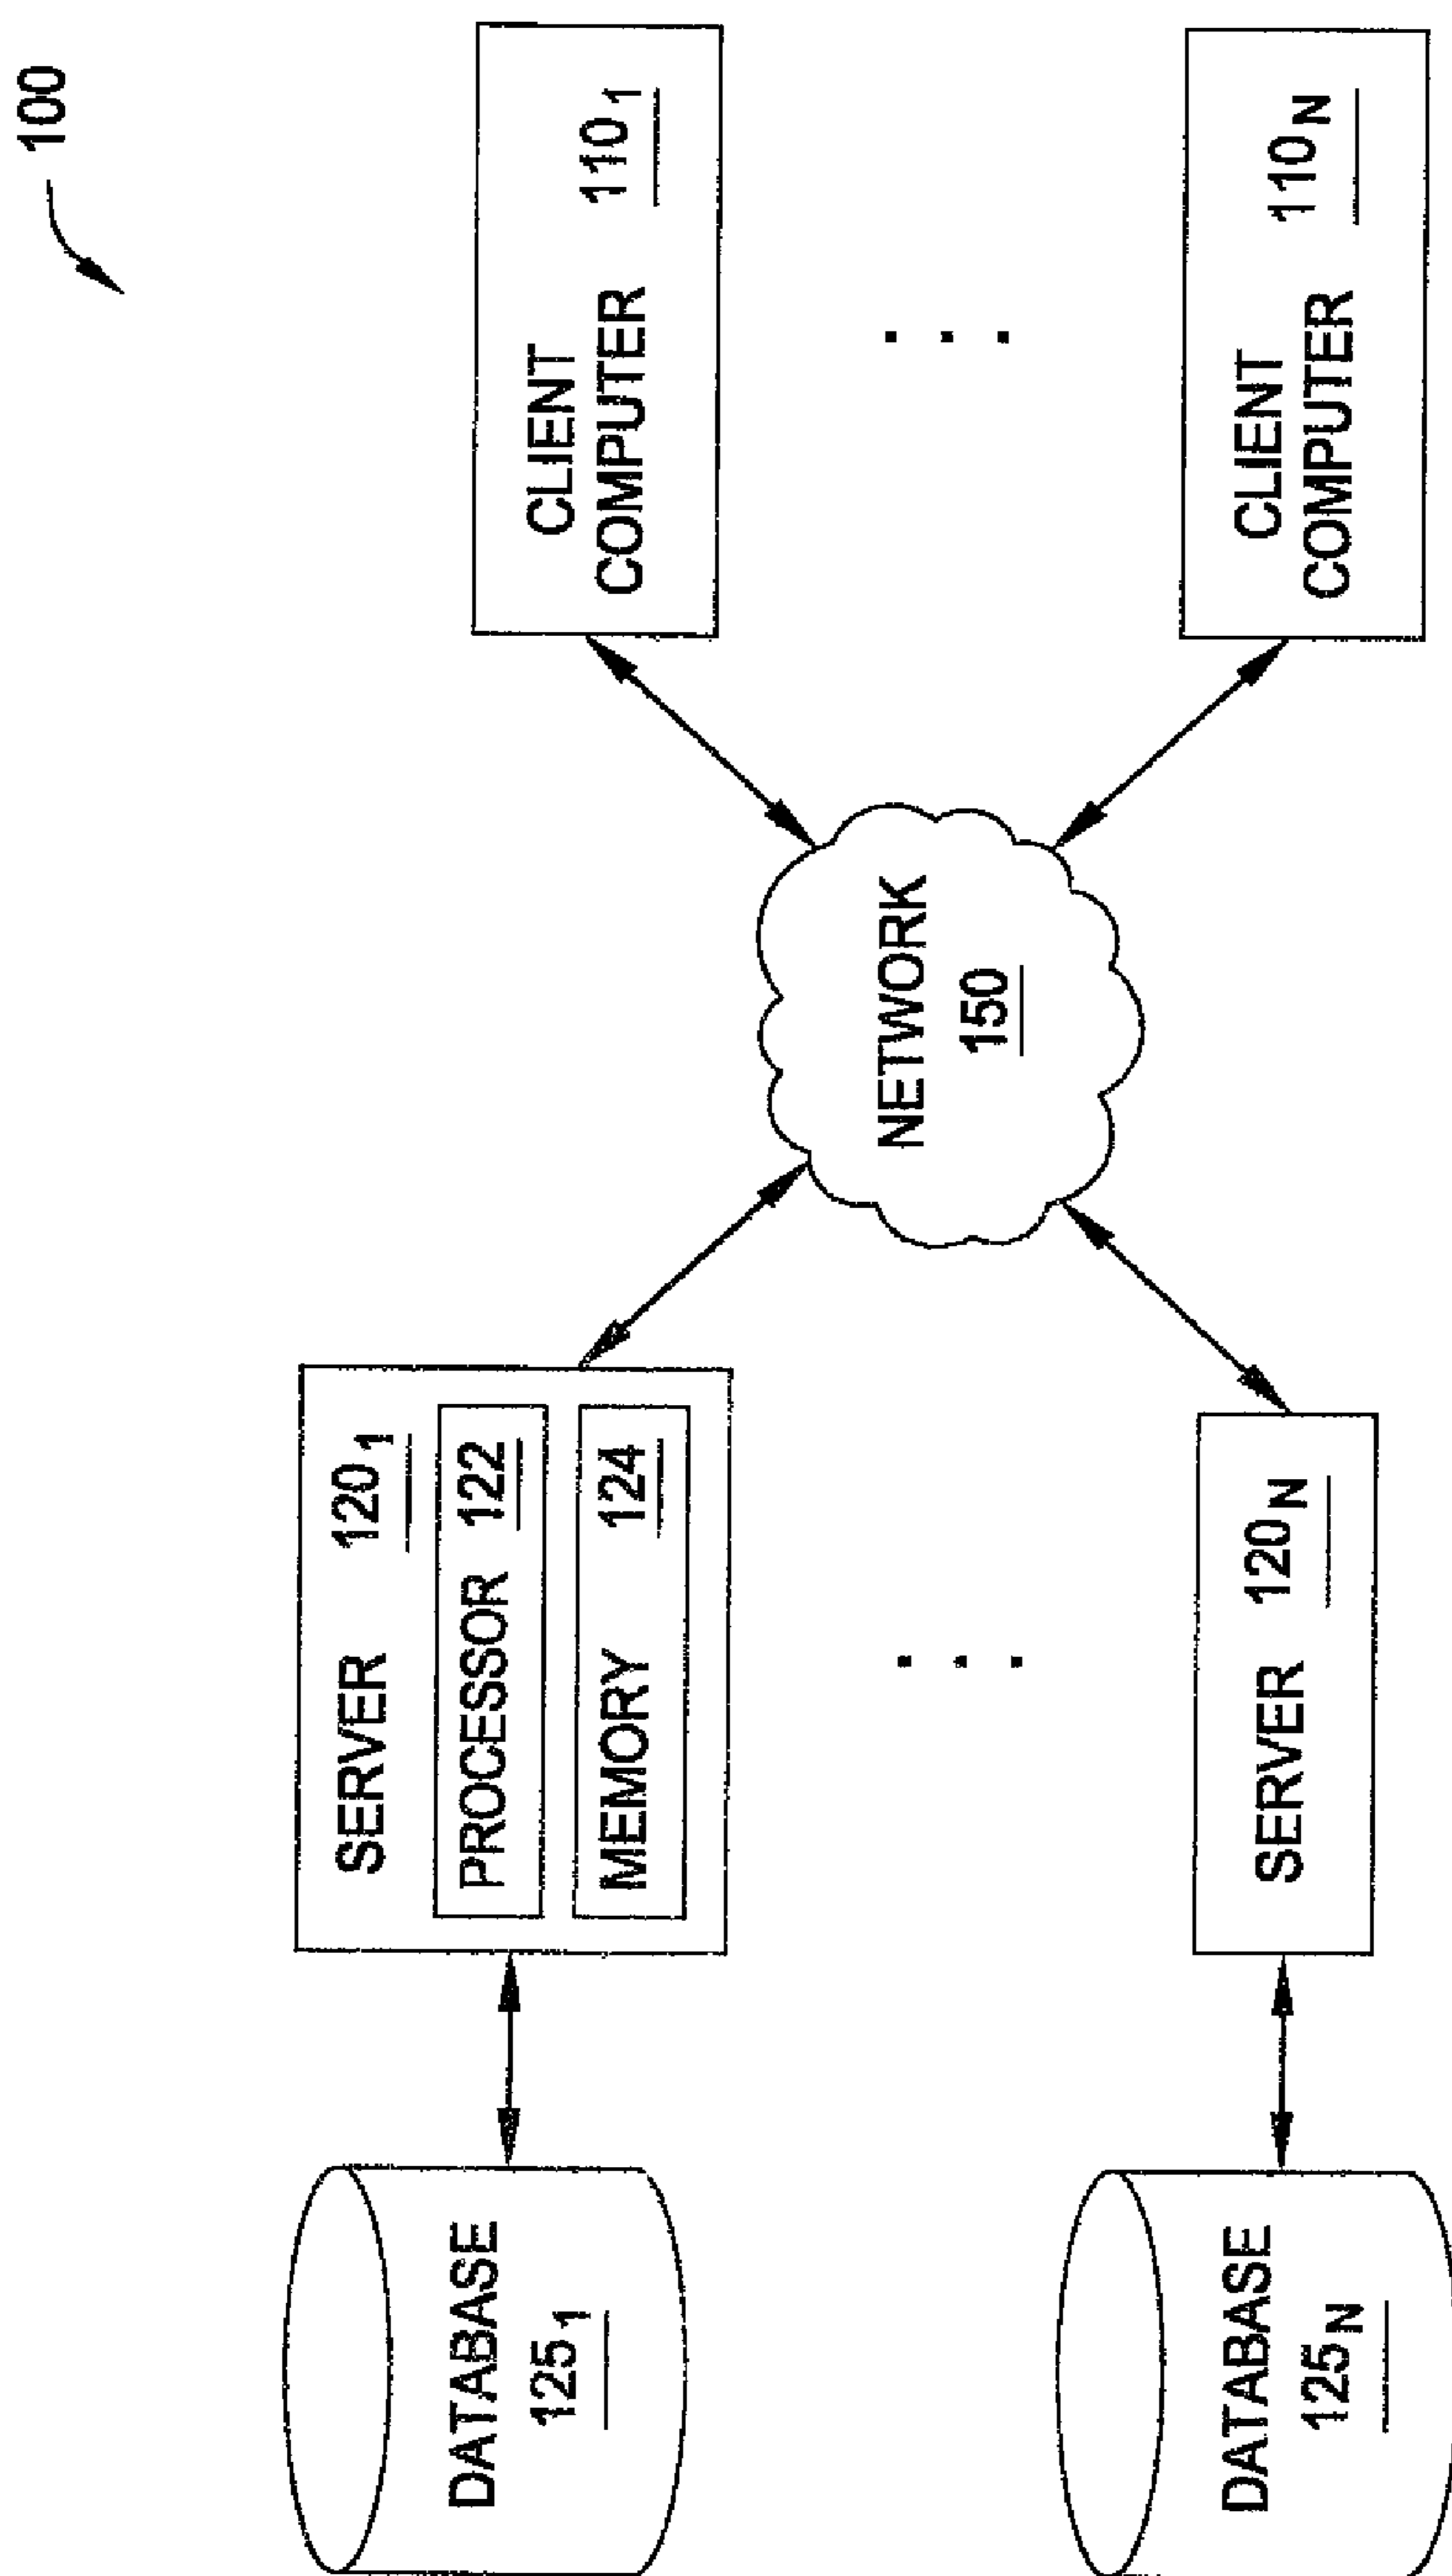 100
DATABASE
125₁
SERVER 120₁
PROCESSOR 122
MEMORY 124
NETWORK
150
CLIENT
COMPUTER 110₁
DATABASE
125N
SERVER 120N
CLIENT
COMPUTER 110N